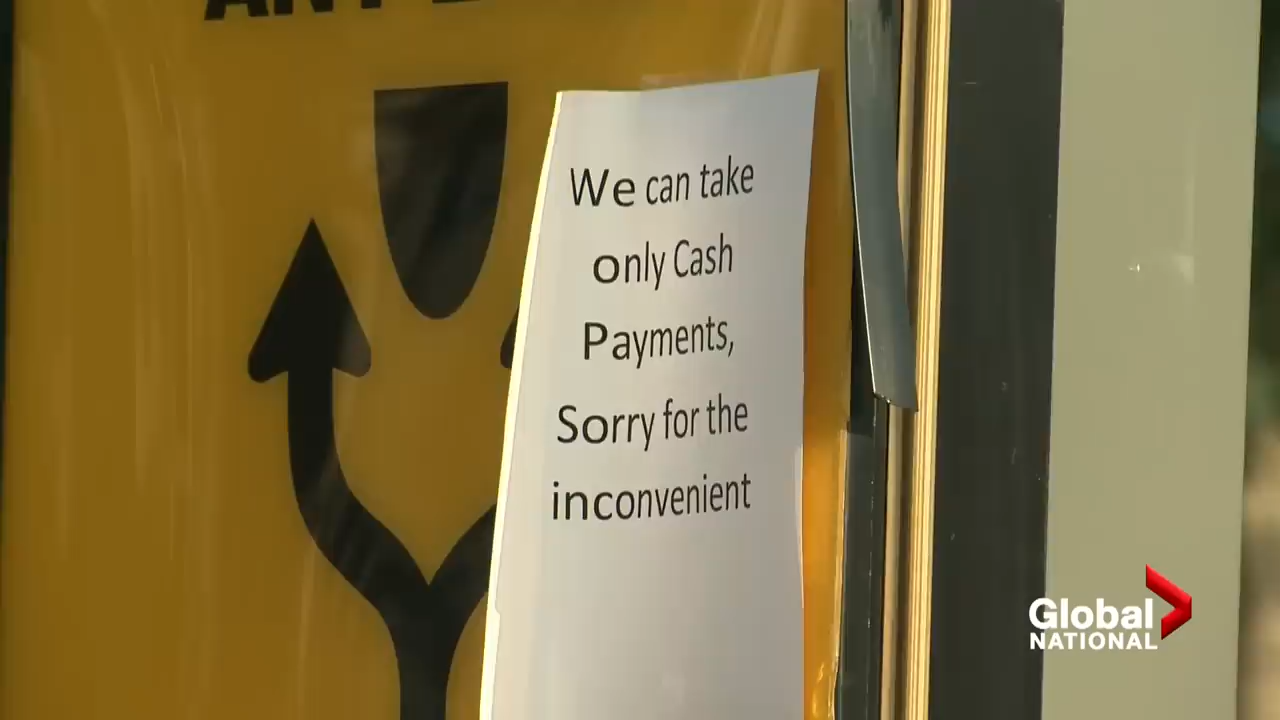 We can take
only Cash
Payments,
Sorry for the
inconvenient
Global
NATIONAL